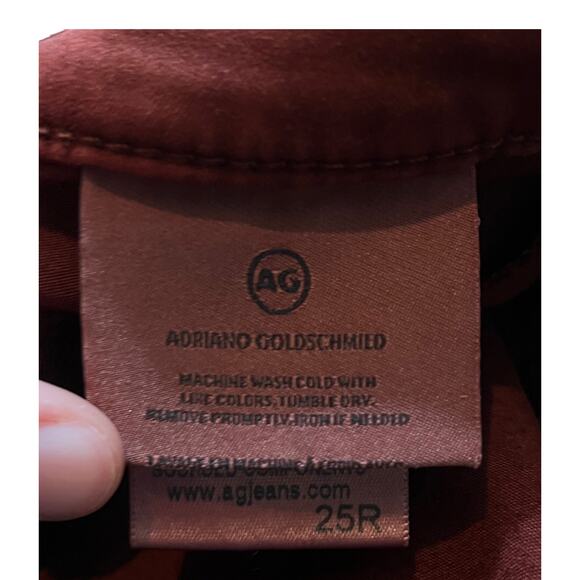 AG
ADRIANO GOLDSCHMIED
MACHINE WASH COLD WITH
LIKE COLORS. TUMBLE DRY.
REMOVE PROMPTLY. IRON IF NEEDED
www.agjeans.com
25R